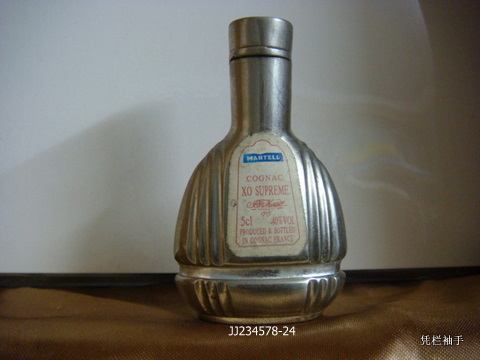 MARTELL
COGNAC
XO SUPREME
5cl 40%VOL
PRODUCED & BOTTLED
IN COGNAC FRANCE
JJ234578-24
凭栏袖手